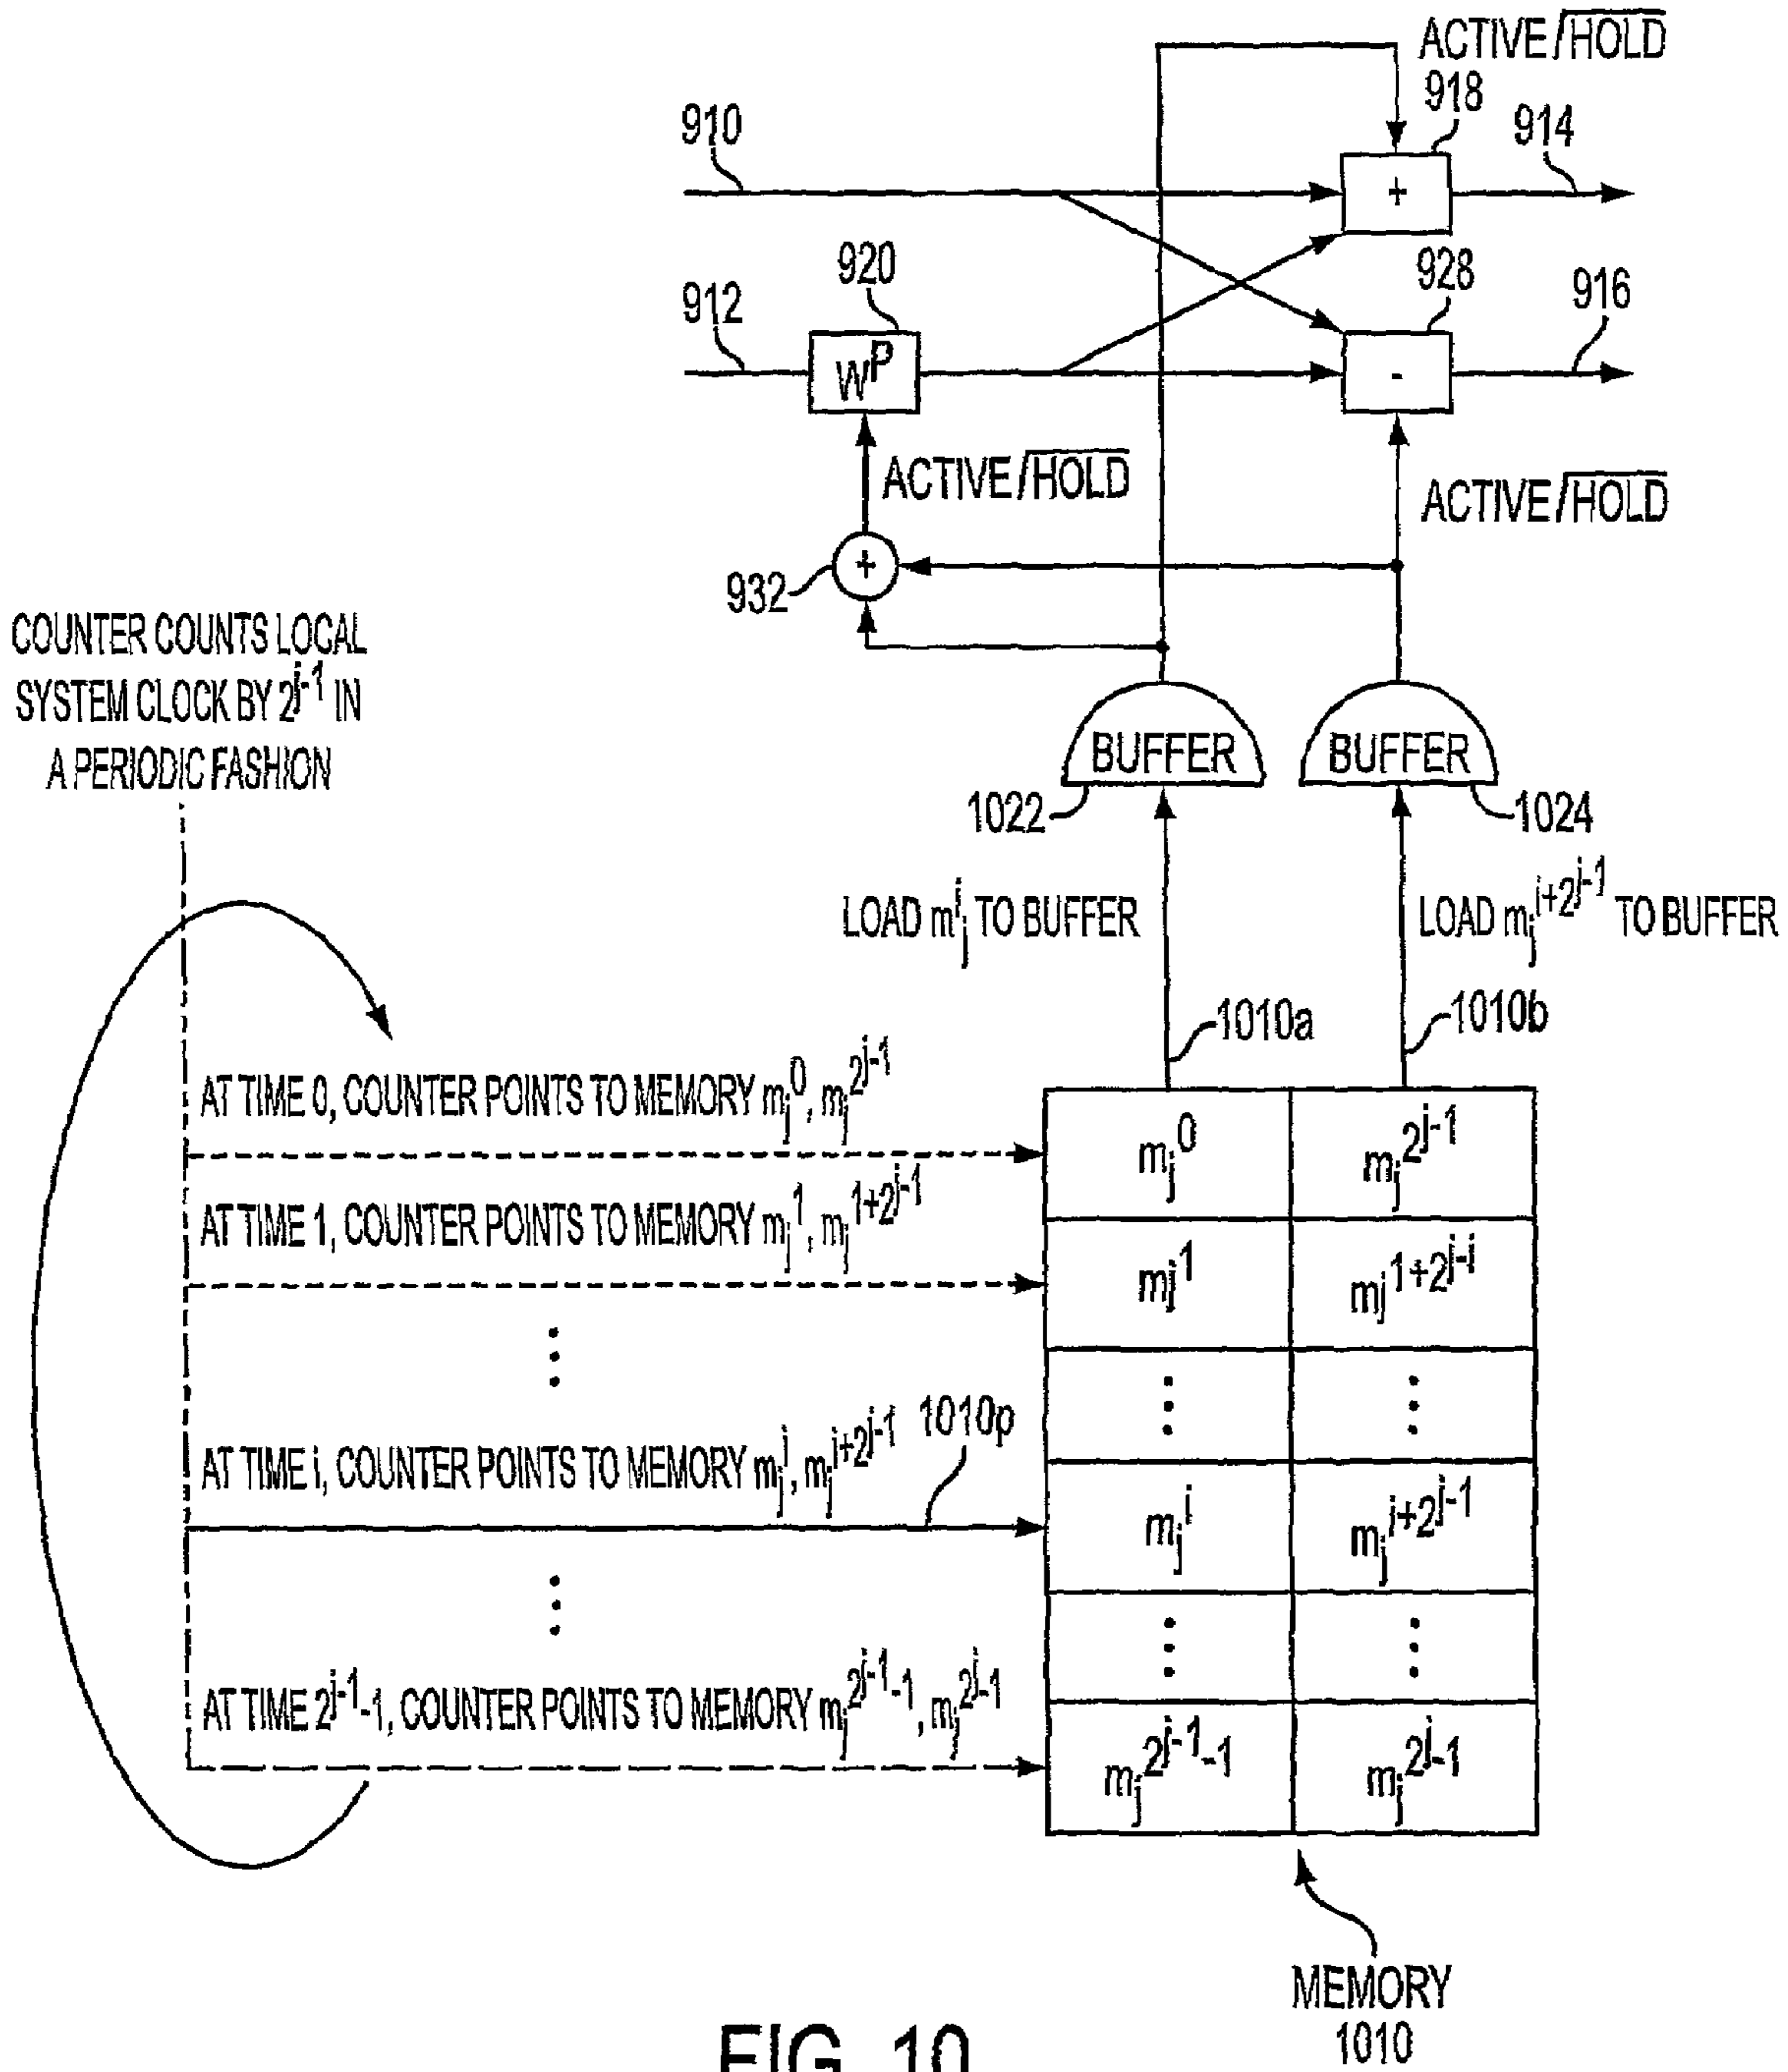 ACTIVE/H̅O̅L̅D̅
918
910
914
+
920
928
912
916
W^P
-
ACTIVE/H̅O̅L̅D̅
ACTIVE/H̅O̅L̅D̅
+
932
COUNTER COUNTS LOCAL
SYSTEM CLOCK BY 2^{j-1} IN
A PERIODIC FASHION
BUFFER
BUFFER
1022
1024
LOAD m_j^i TO BUFFER
LOAD m_j^{i+2^{j-1}} TO BUFFER
1010a
1010b
AT TIME 0, COUNTER POINTS TO MEMORY m_j^0, m_j^{2^{j-1}}
m_j^0
m_j^{2^{j-1}}
AT TIME 1, COUNTER POINTS TO MEMORY m_j^1, m_j^{1+2^{j-1}}
m_j^1
m_j^{1+2^{j-i}}
1010p
AT TIME i, COUNTER POINTS TO MEMORY m_j^i, m_j^{i+2^{j-1}}
m_j^i
m_j^{i+2^{j-1}}
AT TIME 2^{j-1}-1, COUNTER POINTS TO MEMORY m_j^{2^{j-1}-1}, m_j^{2^j-1}
m_j^{2^{j-1}-1}
m_j^{2^j-1}
MEMORY
1010
FIG. 10